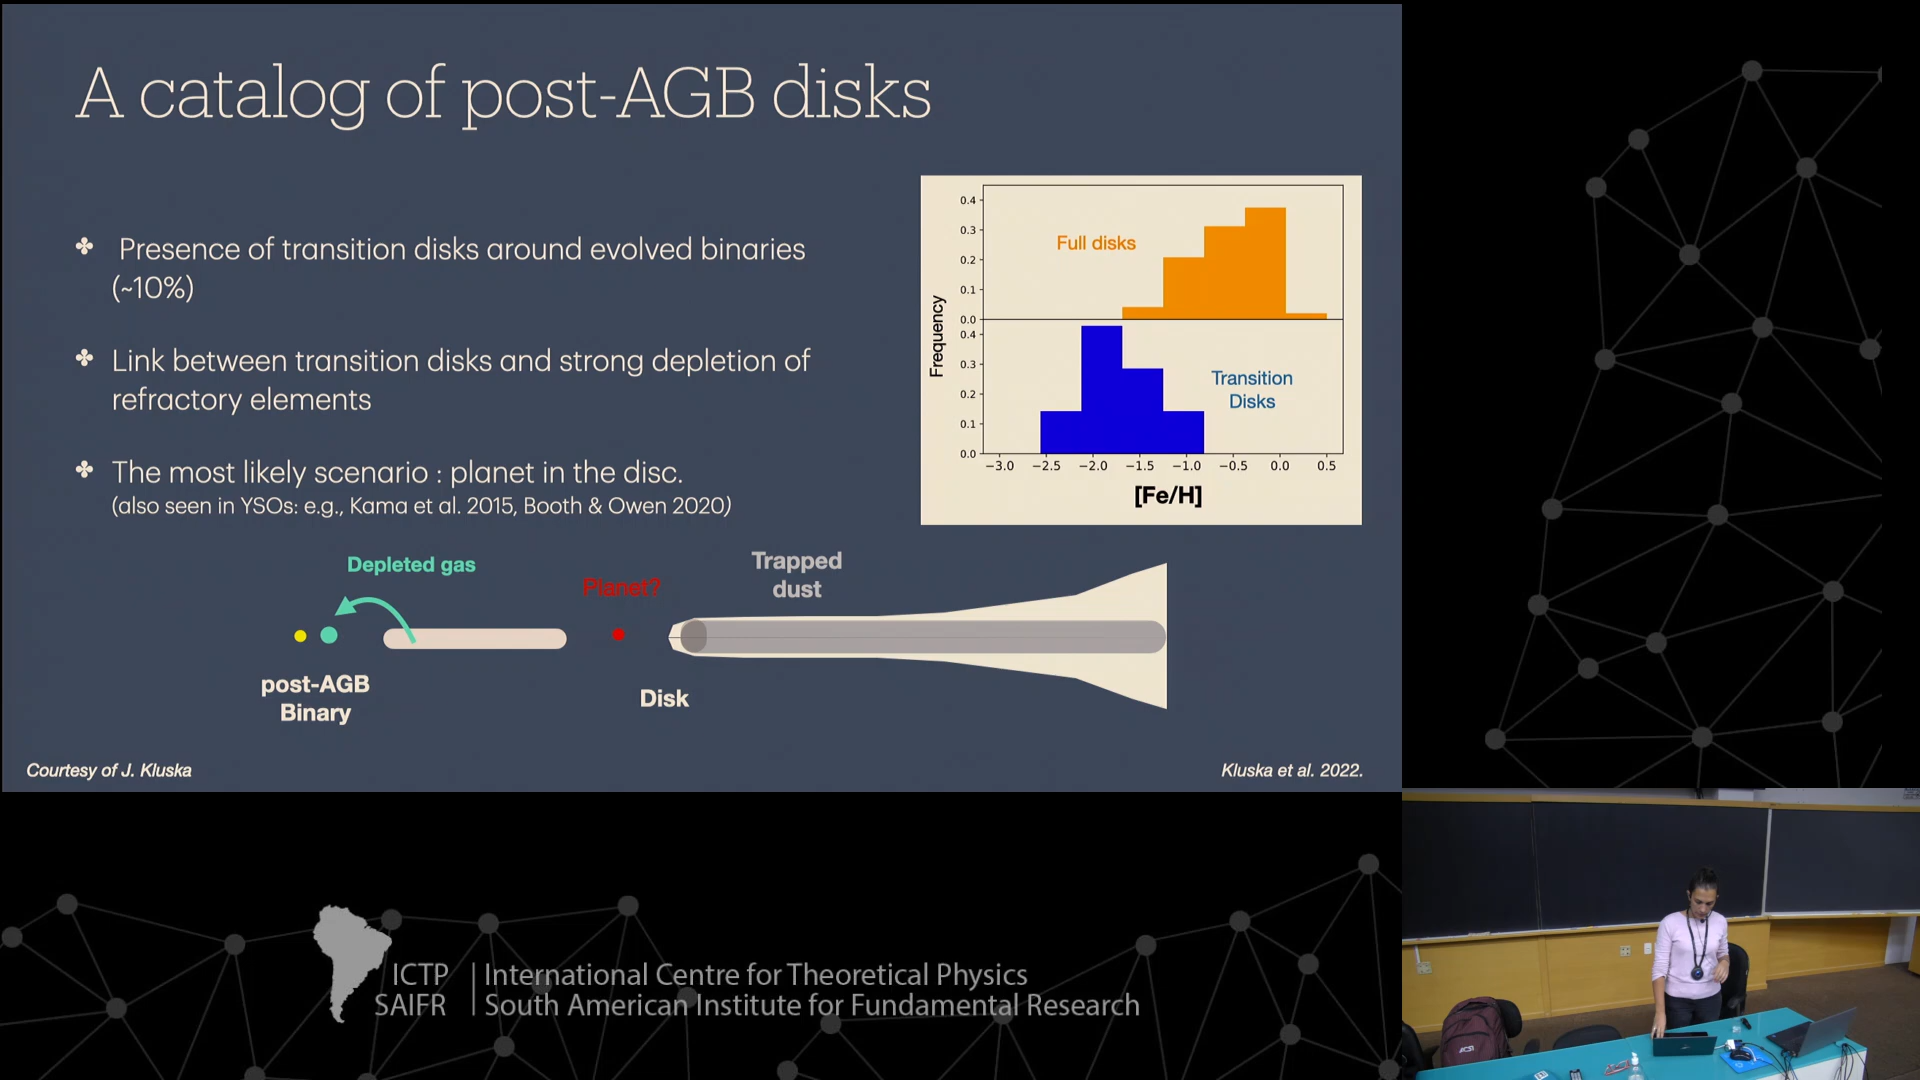 A catalog of post-AGB disks
✤ Presence of transition disks around evolved binaries
(~10%)
✤ Link between transition disks and strong depletion of
refractory elements
✤ The most likely scenario : planet in the disc.
(also seen in YSOs: e.g., Kama et al. 2015, Booth & Owen 2020)
Frequency
0.4
0.3
0.2
0.1
0.0
Full disks
0.4
0.3
0.2
0.1
0.0
Transition
Disks
−3.0 −2.5 −2.0 −1.5 −1.0 −0.5 0.0 0.5
[Fe/H]
Depleted gas
Planet?
Trapped
dust
post-AGB
Binary
Disk
Courtesy of J. Kluska
Kluska et al. 2022.
ICTP | International Centre for Theoretical Physics
SAIFR | South American Institute for Fundamental Research